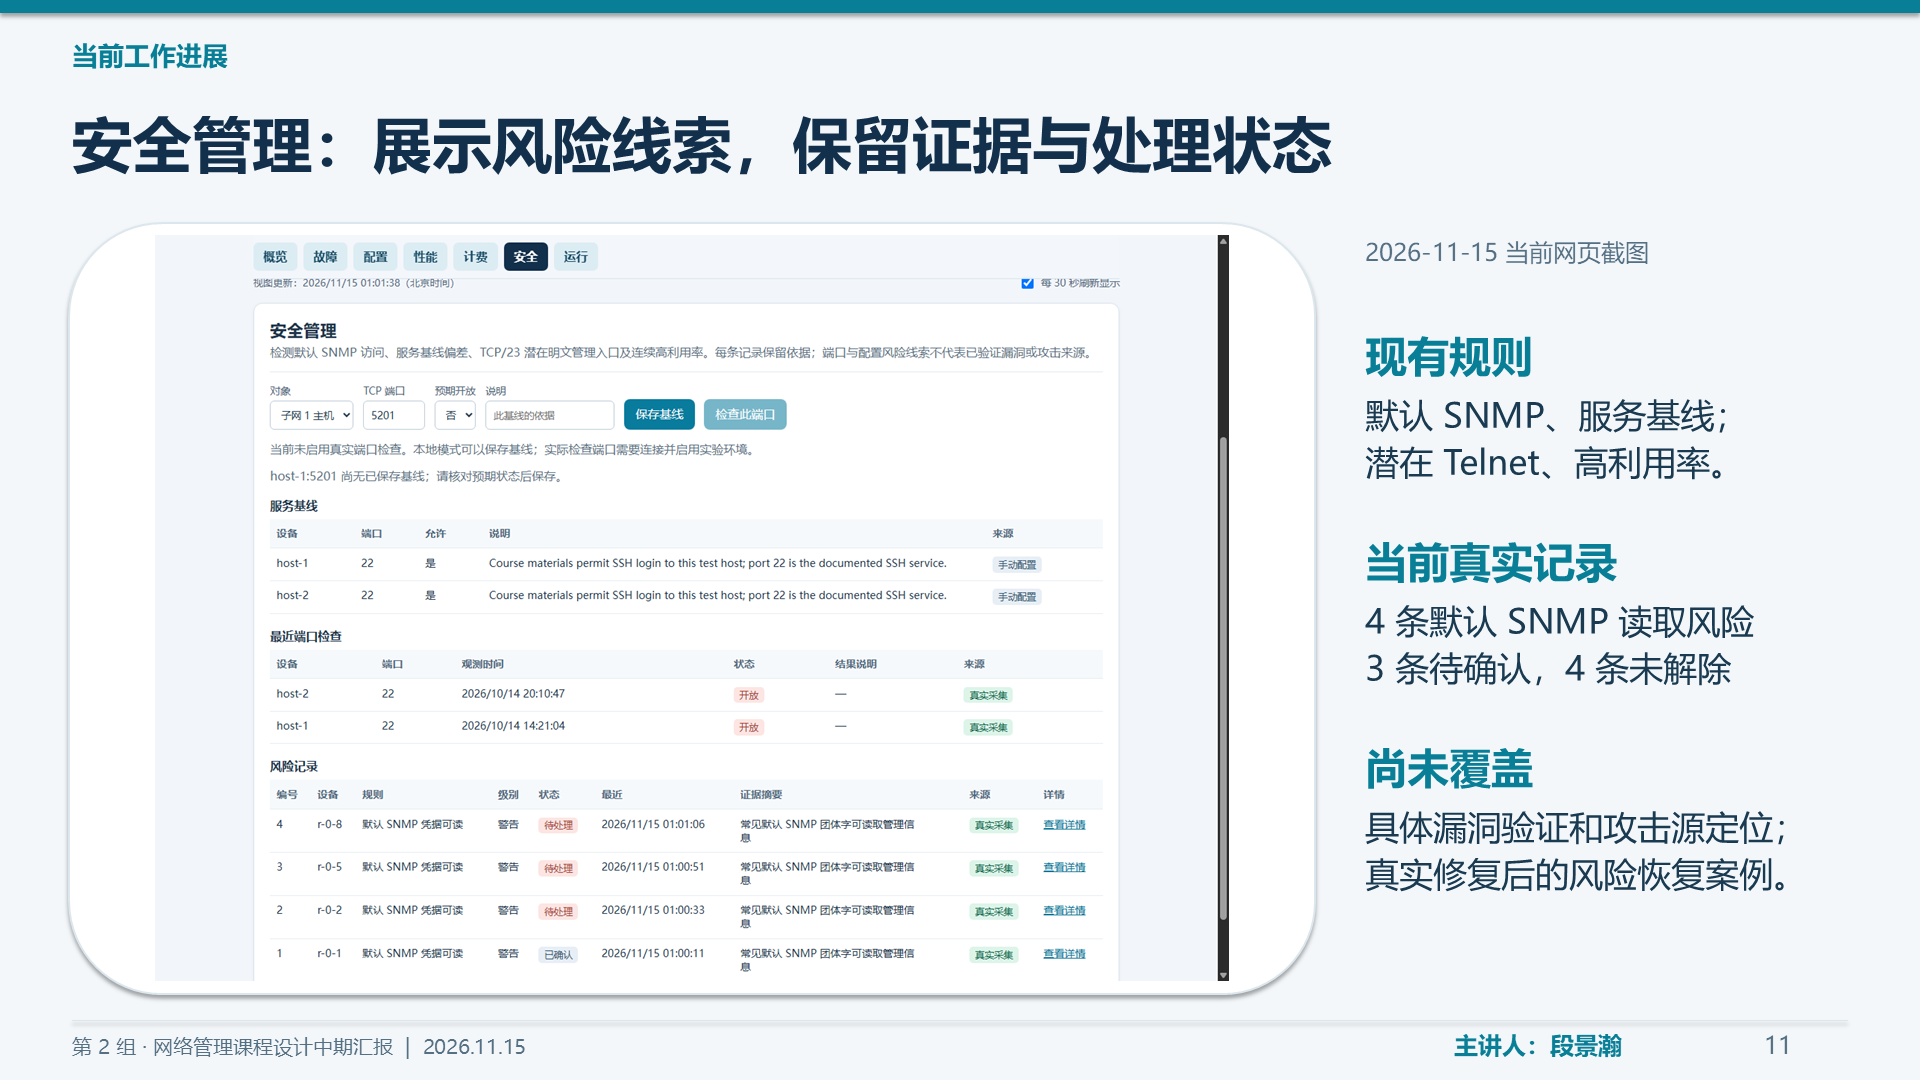 当前工作进展
安全管理：展示风险线索，保留证据与处理状态
概览 故障 配置 性能 计费 安全 运行
视图更新：2026/11/15 01:01:38（北京时间） 每 30 秒刷新显示
安全管理
检测默认 SNMP 访问、服务基线偏差、TCP/23 潜在明文管理入口及连续高利用率。每条记录保留依据；端口与配置风险线索不代表已验证漏洞或攻击来源。
对象 TCP 端口 预期开放 说明
子网 1 主机 5201 否 此基线的依据 保存基线 检查此端口
当前未启用真实端口检查。本地模式可以保存基线；实际检查端口需要连接并启用实验环境。
host-1:5201 尚无已保存基线；请核对预期状态后保存。
服务基线
设备 端口 允许 说明 来源
host-1 22 是 Course materials permit SSH login to this test host; port 22 is the documented SSH service. 手动配置
host-2 22 是 Course materials permit SSH login to this test host; port 22 is the documented SSH service. 手动配置
最近端口检查
设备 端口 观测时间 状态 结果说明 来源
host-2 22 2026/10/14 20:10:47 开放 — 真实采集
host-1 22 2026/10/14 14:21:04 开放 — 真实采集
风险记录
编号 设备 规则 级别 状态 最近 证据摘要 来源 详情
4 r-0-8 默认 SNMP 凭据可读 警告 待处理 2026/11/15 01:01:06 常见默认 SNMP 团体字可读取管理信 真实采集 查看详情
息
3 r-0-5 默认 SNMP 凭据可读 警告 待处理 2026/11/15 01:00:51 常见默认 SNMP 团体字可读取管理信 真实采集 查看详情
息
2 r-0-2 默认 SNMP 凭据可读 警告 待处理 2026/11/15 01:00:33 常见默认 SNMP 团体字可读取管理信 真实采集 查看详情
息
1 r-0-1 默认 SNMP 凭据可读 警告 已确认 2026/11/15 01:00:11 常见默认 SNMP 团体字可读取管理信 真实采集 查看详情
息
2026-11-15 当前网页截图
现有规则
默认 SNMP、服务基线；
潜在 Telnet、高利用率。
当前真实记录
4 条默认 SNMP 读取风险
3 条待确认，4 条未解除
尚未覆盖
具体漏洞验证和攻击源定位；
真实修复后的风险恢复案例。
第 2 组 · 网络管理课程设计中期汇报 | 2026.11.15
主讲人：段景瀚
11